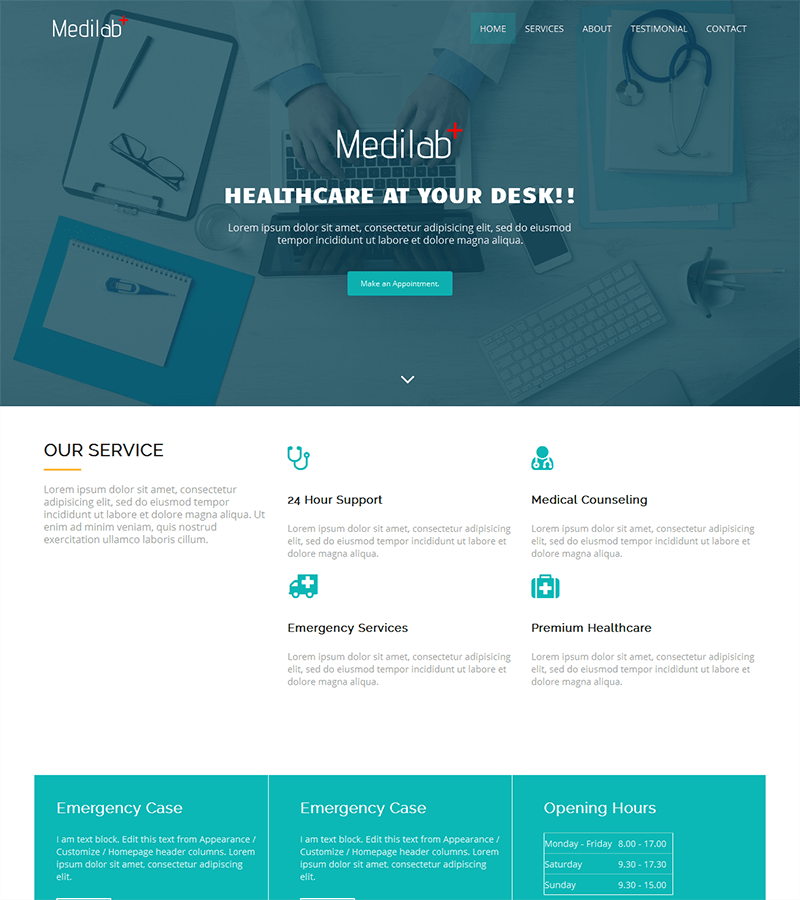 Medilab+
HOME SERVICES ABOUT TESTIMONIAL CONTACT
Medilab+
HEALTHCARE AT YOUR DESK!!
Lorem ipsum dolor sit amet, consectetur adipisicing elit, sed do eiusmod
tempor incididunt ut labore et dolore magna aliqua.
Make an Appointment.
OUR SERVICE
Lorem ipsum dolor sit amet, consectetur
adipisicing elit, sed do eiusmod tempor
incididunt ut labore et dolore magna aliqua. Ut
enim ad minim veniam, quis nostrud
exercitation ullamco laboris cillum.
24 Hour Support
Lorem ipsum dolor sit amet, consectetur adipisicing
elit, sed do eiusmod tempor incididunt ut labore et
dolore magna aliqua.
Medical Counseling
Lorem ipsum dolor sit amet, consectetur adipisicing
elit, sed do eiusmod tempor incididunt ut labore et
dolore magna aliqua.
Emergency Services
Lorem ipsum dolor sit amet, consectetur adipisicing
elit, sed do eiusmod tempor incididunt ut labore et
dolore magna aliqua.
Premium Healthcare
Lorem ipsum dolor sit amet, consectetur adipisicing
elit, sed do eiusmod tempor incididunt ut labore et
dolore magna aliqua.
Emergency Case
I am text block. Edit this text from Appearance /
Customize / Homepage header columns. Lorem
ipsum dolor sit amet, consectetur adipiscing
elit.
Emergency Case
I am text block. Edit this text from Appearance /
Customize / Homepage header columns. Lorem
ipsum dolor sit amet, consectetur adipiscing
elit.
Opening Hours
Monday - Friday 8.00 - 17.00
Saturday 9.30 - 17.30
Sunday 9.30 - 15.00